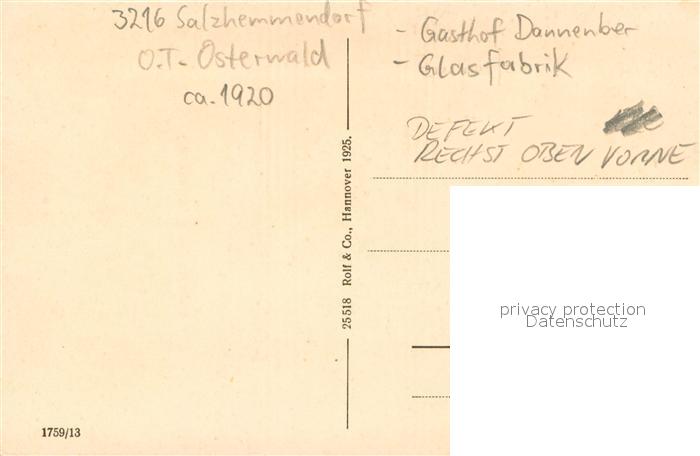 3216 Salzhemmendorf
O.T. Osterwald
ca. 1920
- Gasthof Dannenber
- Glasfabrik
DEFEKT
RECHST OBEN VORNE
25518 Rolf & Co., Hannover 1925.
privacy protection
Datenschutz
1759/13